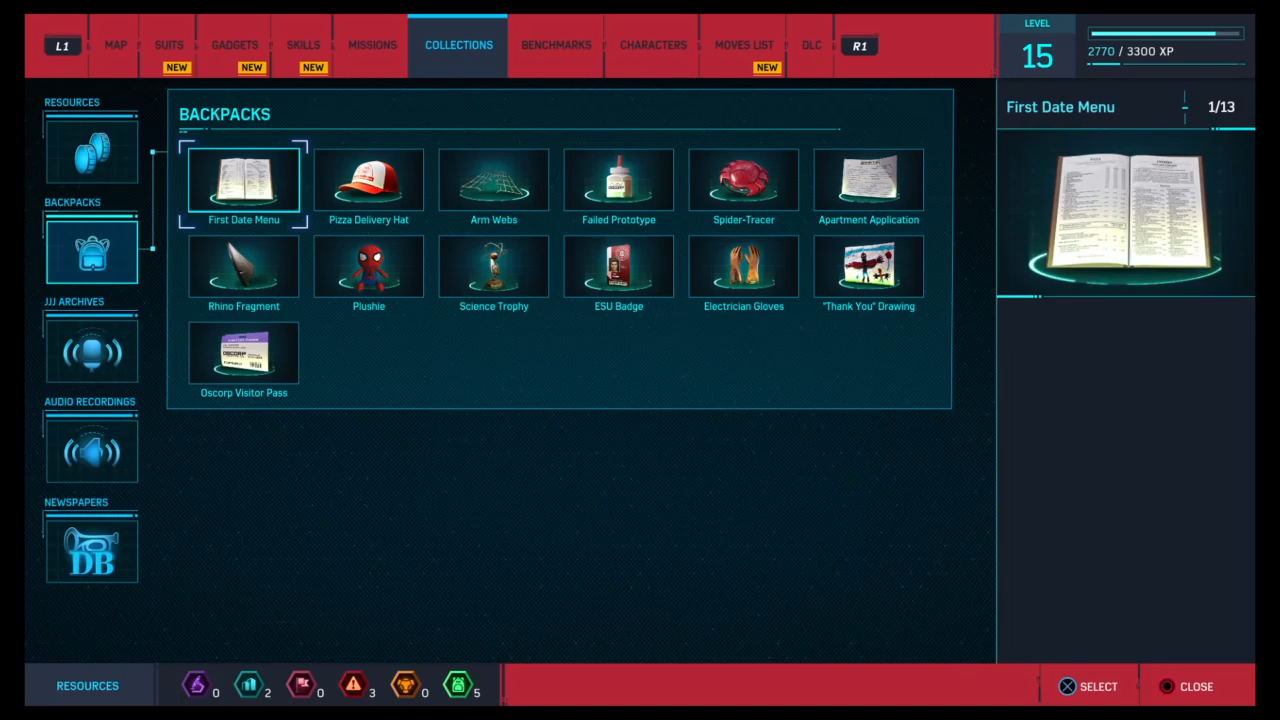 L1
MAP
SUITS
NEW
GADGETS
NEW
SKILLS
NEW
MISSIONS
COLLECTIONS
BENCHMARKS
CHARACTERS
MOVES LIST
NEW
DLC
R1
LEVEL
15
2770 / 3300 XP
RESOURCES
BACKPACKS
JJJ ARCHIVES
AUDIO RECORDINGS
NEWSPAPERS
DB
BACKPACKS
First Date Menu
Pizza Delivery Hat
Arm Webs
Failed Prototype
Spider-Tracer
Apartment Application
Rhino Fragment
Plushie
Science Trophy
ESU Badge
Electrician Gloves
"Thank You" Drawing
OSCORP
Oscorp Visitor Pass
First Date Menu
1/13
RESOURCES
0
2
0
3
0
5
SELECT
CLOSE